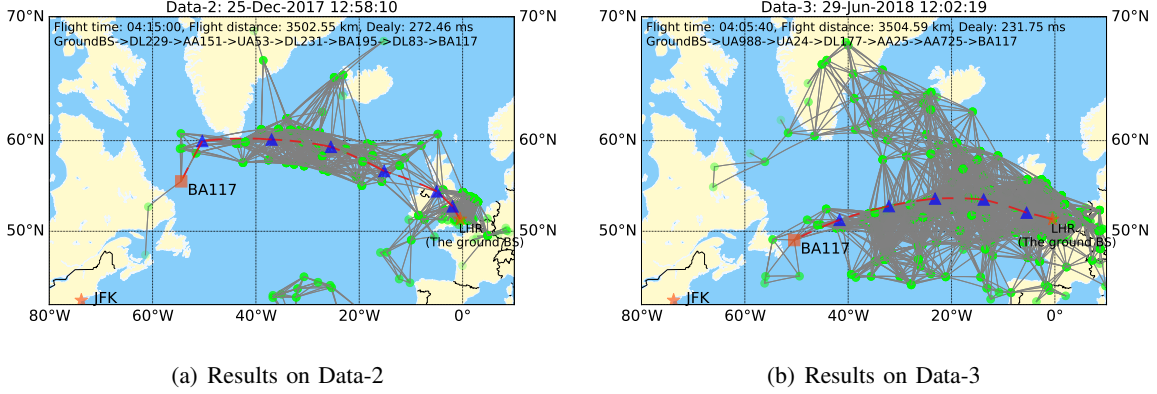 Data-2: 25-Dec-2017 12:58:10
70°N
70°N
Flight time: 04:15:00, Flight distance: 3502.55 km, Dealy: 272.46 ms
GroundBS->DL229->AA151->UA53->DL231->BA195->DL83->BA117
60°N
60°N
BA117
50°N
50°N
LHR
(The ground BS)
JFK
80°W
60°W
40°W
20°W
0°
(a) Results on Data-2
Data-3: 29-Jun-2018 12:02:19
70°N
70°N
Flight time: 04:05:40, Flight distance: 3504.59 km, Dealy: 231.75 ms
GroundBS->UA988->UA24->DL177->AA25->AA725->BA117
60°N
60°N
BA117
50°N
50°N
LHR
(The ground BS)
JFK
80°W
60°W
40°W
20°W
0°
(b) Results on Data-3